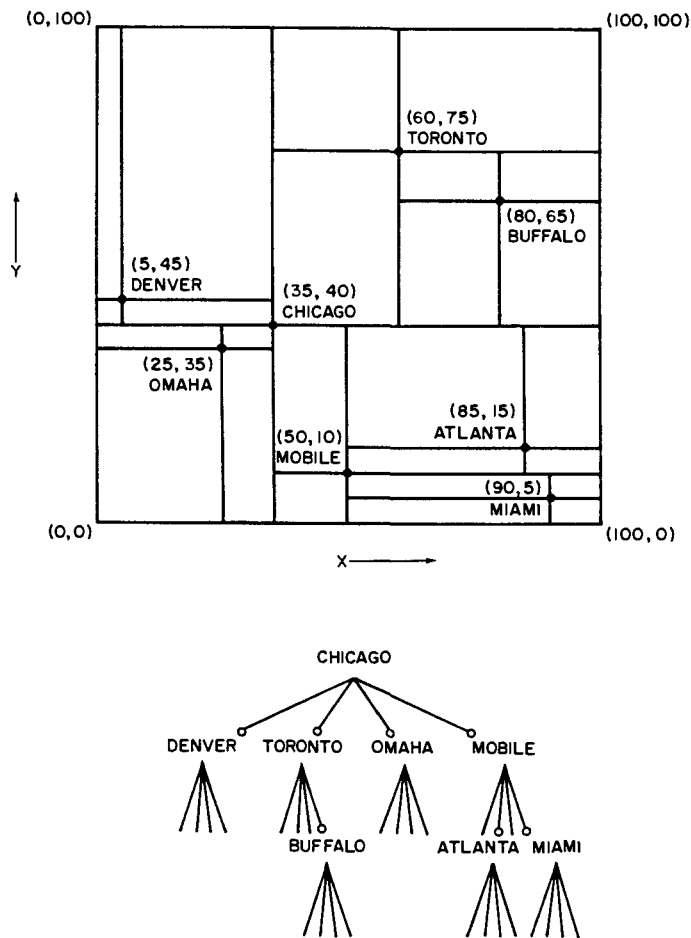 (0,100)
(100,100)
(60,75)
TORONTO
(80,65)
BUFFALO
Y
(5,45)
DENVER
(35,40)
CHICAGO
(25,35)
OMAHA
(85,15)
ATLANTA
(50,10)
MOBILE
(90,5)
MIAMI
(0,0)
(100,0)
X
CHICAGO
DENVER TORONTO OMAHA MOBILE
BUFFALO ATLANTA MIAMI